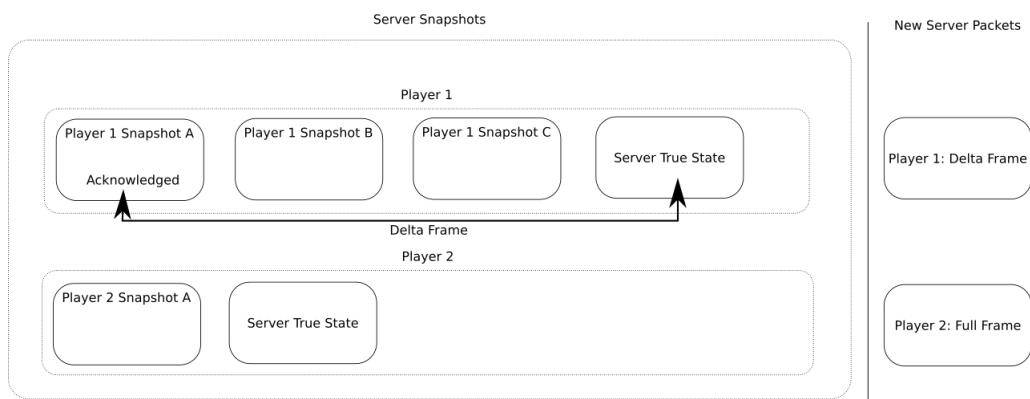 Server Snapshots
New Server Packets
Player 1
Player 1 Snapshot A
Acknowledged
Player 1 Snapshot B
Player 1 Snapshot C
Server True State
Player 1: Delta Frame
Delta Frame
Player 2
Player 2 Snapshot A
Server True State
Player 2: Full Frame